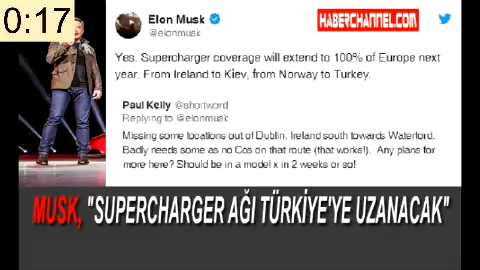 0:17
HABERCHANNEL.COM
Elon Musk
@elonmusk
Yes. Supercharger coverage will extend to 100% of Europe next
year. From Ireland to Kiev, from Norway to Turkey.
Paul Kelly @shortword
Replying to @elonmusk
Missing some locations out of Dublin, Ireland south towards Waterford.
Badly needs some as no Ccs on that route (that works!). Any plans for
more here? Should be in a model x in 2 weeks or so!
MUSK, "SUPERCHARGER AĞI TÜRKİYE'YE UZANACAK"